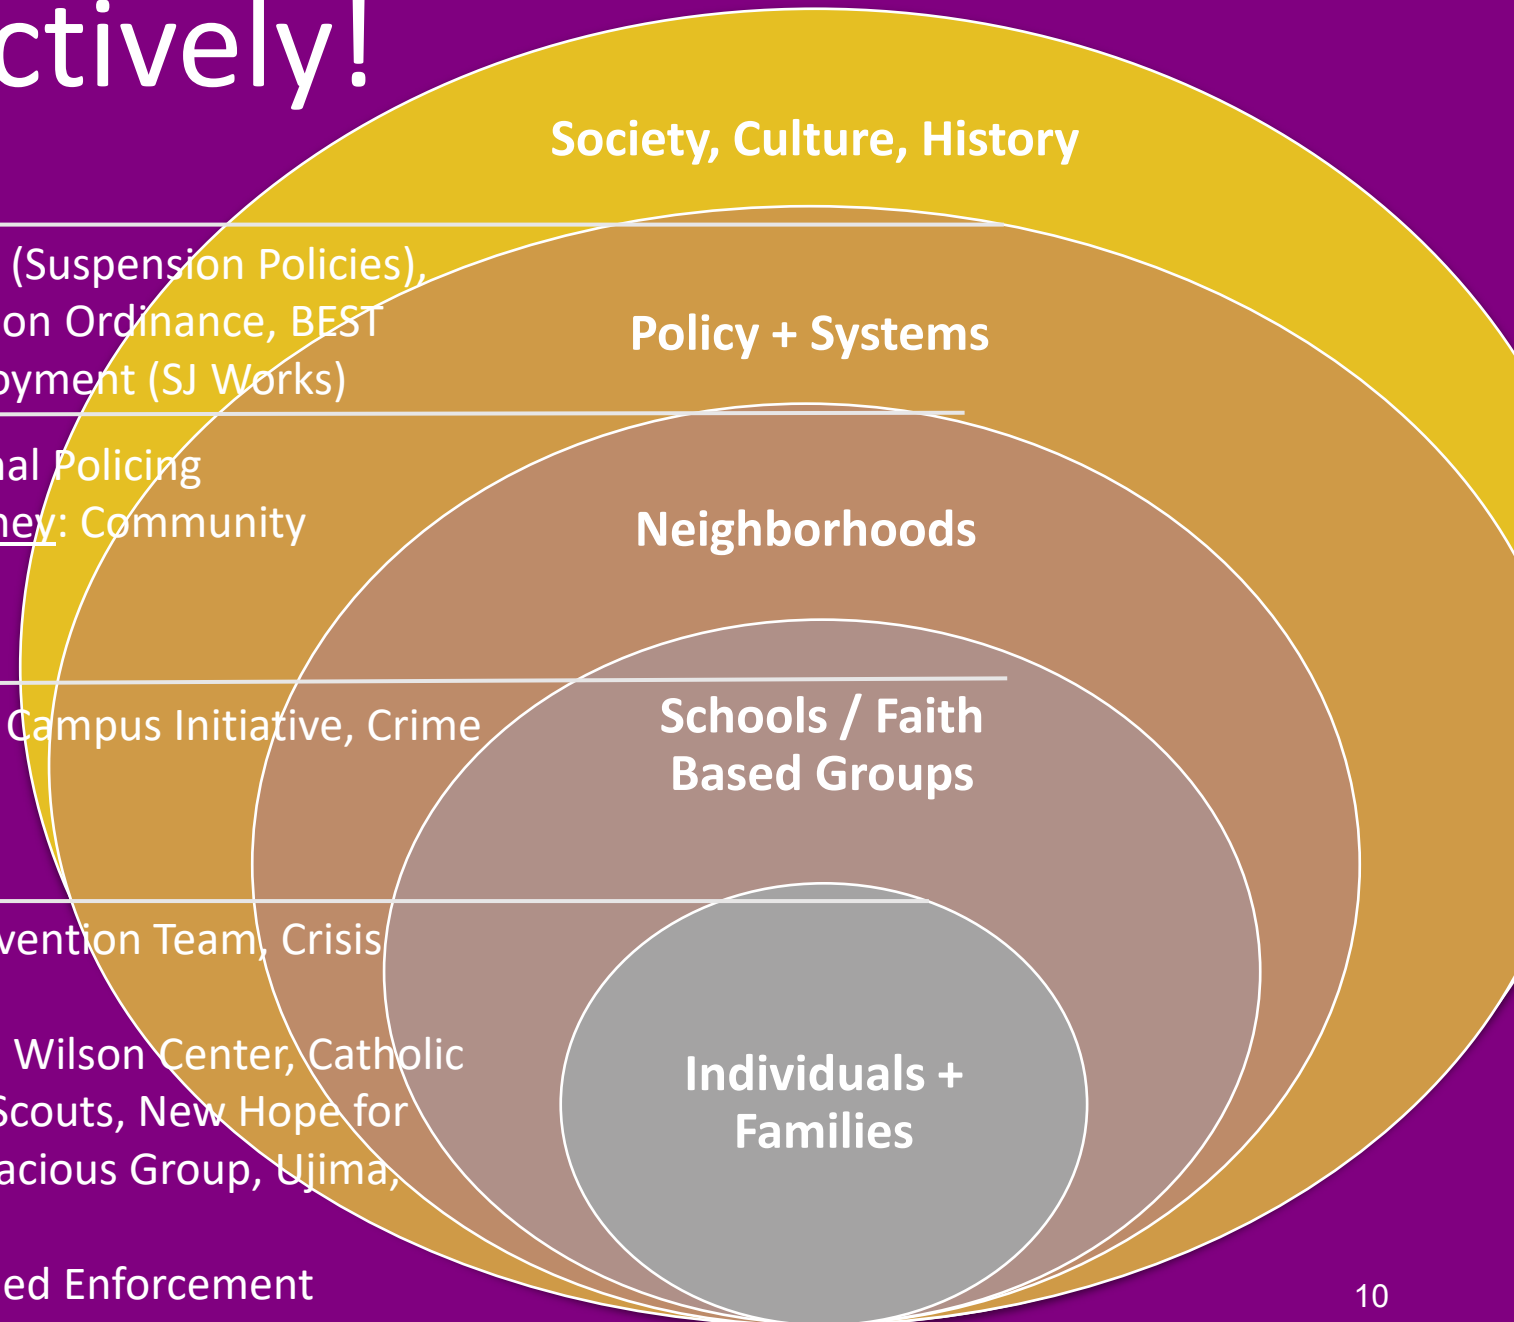 ctively!
Society, Culture, History
(Suspension Policies),
on Ordinance, BEST
oyment (SJ Works)
Policy + Systems
nal Policing
ney: Community
Neighborhoods
Campus Initiative, Crime
Schools / Faith
Based Groups
vention Team, Crisis
Wilson Center, Catholic
Scouts, New Hope for
acious Group, Ujima,
ed Enforcement
Individuals +
Families
10